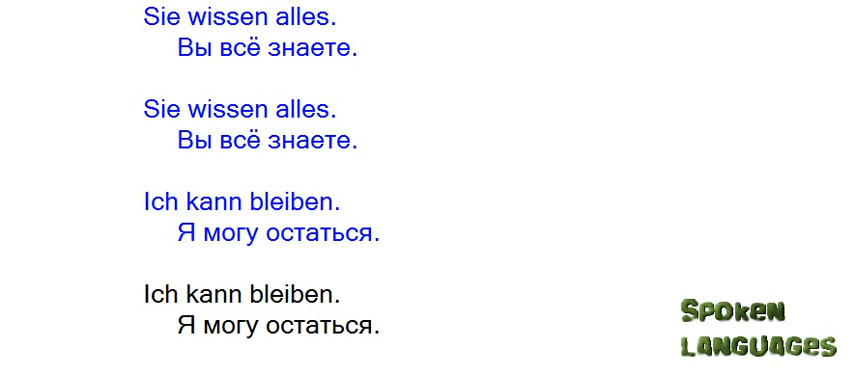 Sie wissen alles.
Вы всё знаете.
Sie wissen alles.
Вы всё знаете.
Ich kann bleiben.
Я могу остаться.
Ich kann bleiben.
Я могу остаться.
Spoken
Languages